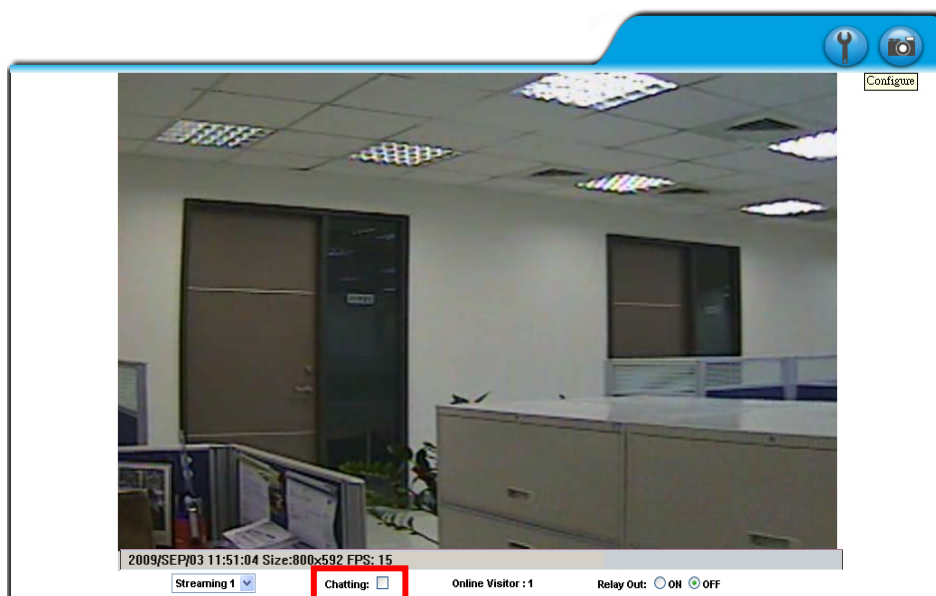 Configure
2009/SEP/03 11:51:04 Size:800x592 FPS: 15
Streaming 1 Chatting: Online Visitor : 1 Relay Out: ON OFF